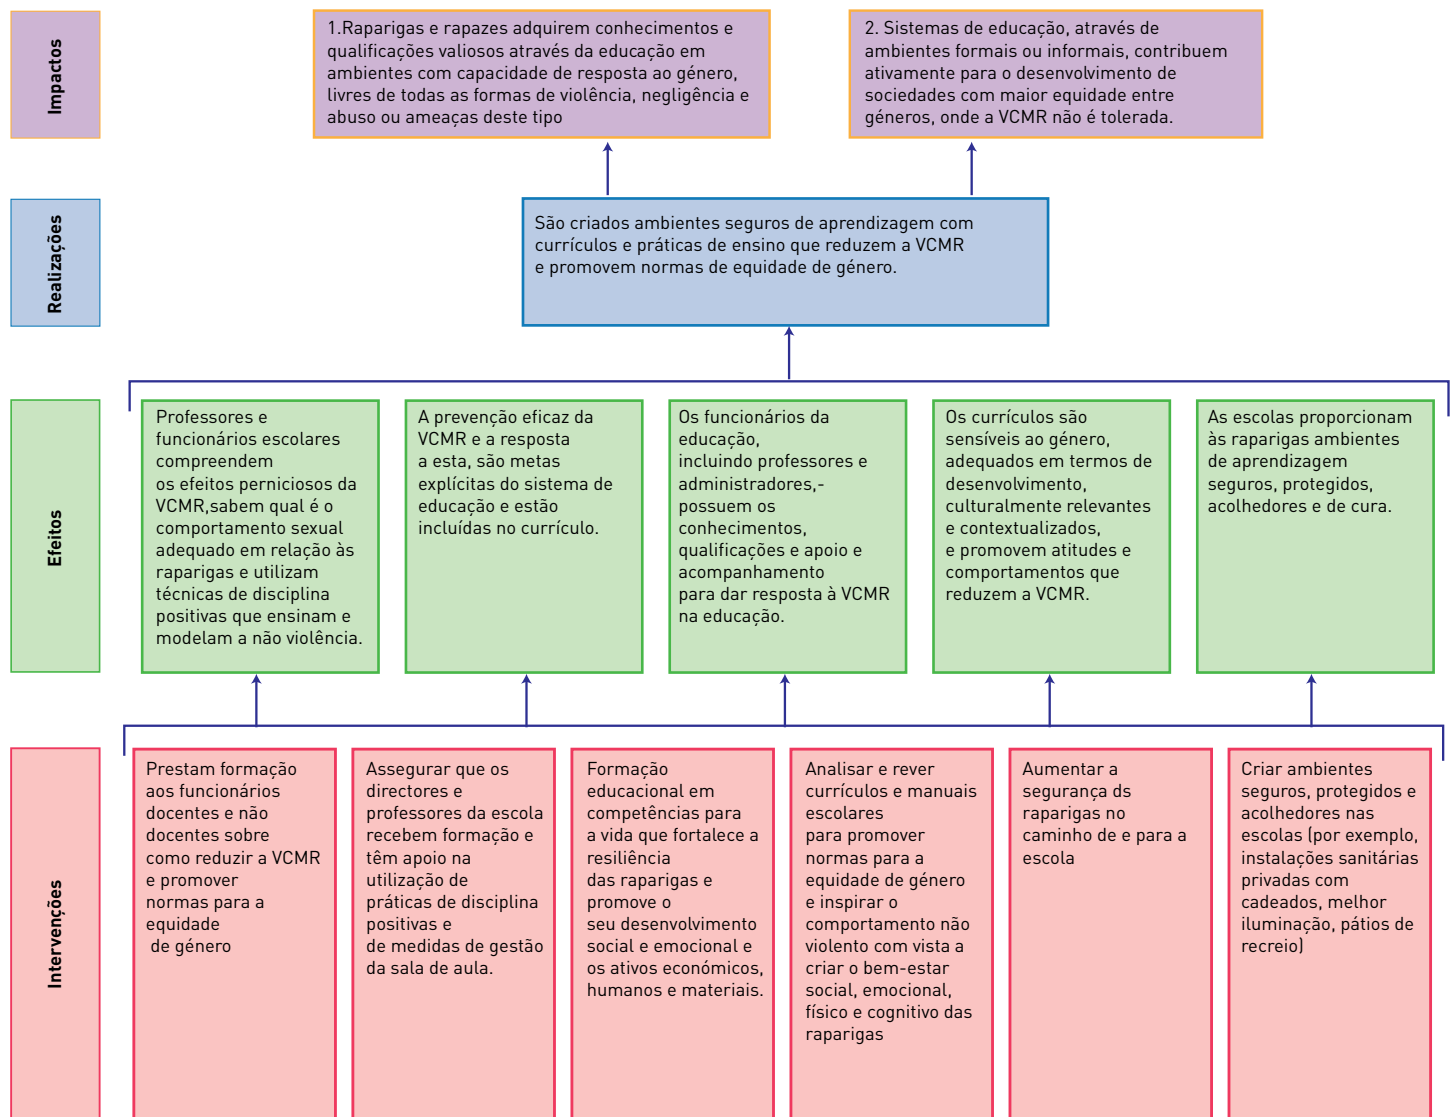 Impactos
1.Raparigas e rapazes adquirem conhecimentos e
qualificações valiosos através da educação em
ambientes com capacidade de resposta ao género,
livres de todas as formas de violência, negligência e
abuso ou ameaças deste tipo
2. Sistemas de educação, através de
ambientes formais ou informais, contribuem
ativamente para o desenvolvimento de
sociedades com maior equidade entre
géneros, onde a VCMR não é tolerada.
Realizações
São criados ambientes seguros de aprendizagem com
currículos e práticas de ensino que reduzem a VCMR
e promovem normas de equidade de género.
Efeitos
Professores e
funcionários escolares
compreendem
os efeitos perniciosos da
VCMR,sabem qual é o
comportamento sexual
adequado em relação às
raparigas e utilizam
técnicas de disciplina
positivas que ensinam e
modelam a não violência.
A prevenção eficaz da
VCMR e a resposta
a esta, são metas
explícitas do sistema de
educação e estão
incluídas no currículo.
Os funcionários da
educação,
incluindo professores e
administradores,-
possuem os
conhecimentos,
qualificações e apoio e
acompanhamento
para dar resposta à VCMR
na educação.
Os currículos são
sensíveis ao género,
adequados em termos de
desenvolvimento,
culturalmente relevantes
e contextualizados,
e promovem atitudes e
comportamentos que
reduzem a VCMR.
As escolas proporcionam
às raparigas ambientes
de aprendizagem
seguros, protegidos,
acolhedores e de cura.
Intervenções
Prestam formação
aos funcionários
docentes e não
docentes sobre
como reduzir a VCMR
e promover
normas para a
equidade
de género
Assegurar que os
directores e
professores da escola
recebem formação e
têm apoio na
utilização de
práticas de disciplina
positivas e
de medidas de gestão
da sala de aula.
Formação
educacional em
competências para
a vida que fortalece a
resiliência
das raparigas e
promove o
seu desenvolvimento
social e emocional e
os ativos económicos,
humanos e materiais.
Analisar e rever
currículos e manuais
escolares
para promover
normas para a
equidade de género
e inspirar o
comportamento não
violento com vista a
criar o bem-estar
social, emocional,
físico e cognitivo das
raparigas
Aumentar a
segurança ds
raparigas no
caminho de e para a
escola
Criar ambientes
seguros, protegidos e
acolhedores nas
escolas (por exemplo,
instalações sanitárias
privadas com
cadeados, melhor
iluminação, pátios de
recreio)